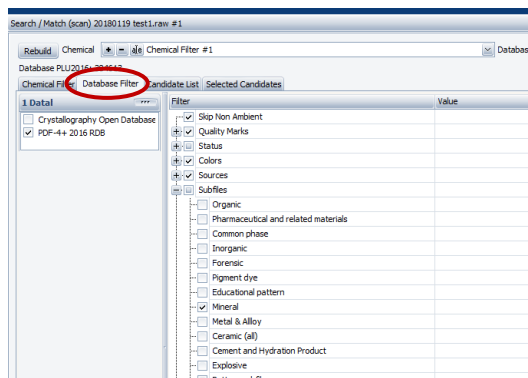 Search / Match (scan) 20180119 test1.raw #1
Rebuild Chemical + - a|e Chemical Filter #1 Databas
Database PLU2016:
Chemical Filter Database Filter Candidate List Selected Candidates
1 Datal ... Filter Value
Crystallography Open Database
PDF-4+ 2016 RDB
Skip Non Ambient
Quality Marks
Status
Colors
Sources
Subfiles
Organic
Pharmaceutical and related materials
Common phase
Inorganic
Forensic
Pigment dye
Educational pattern
Mineral
Metal & Allloy
Ceramic (all)
Cement and Hydration Product
Explosive